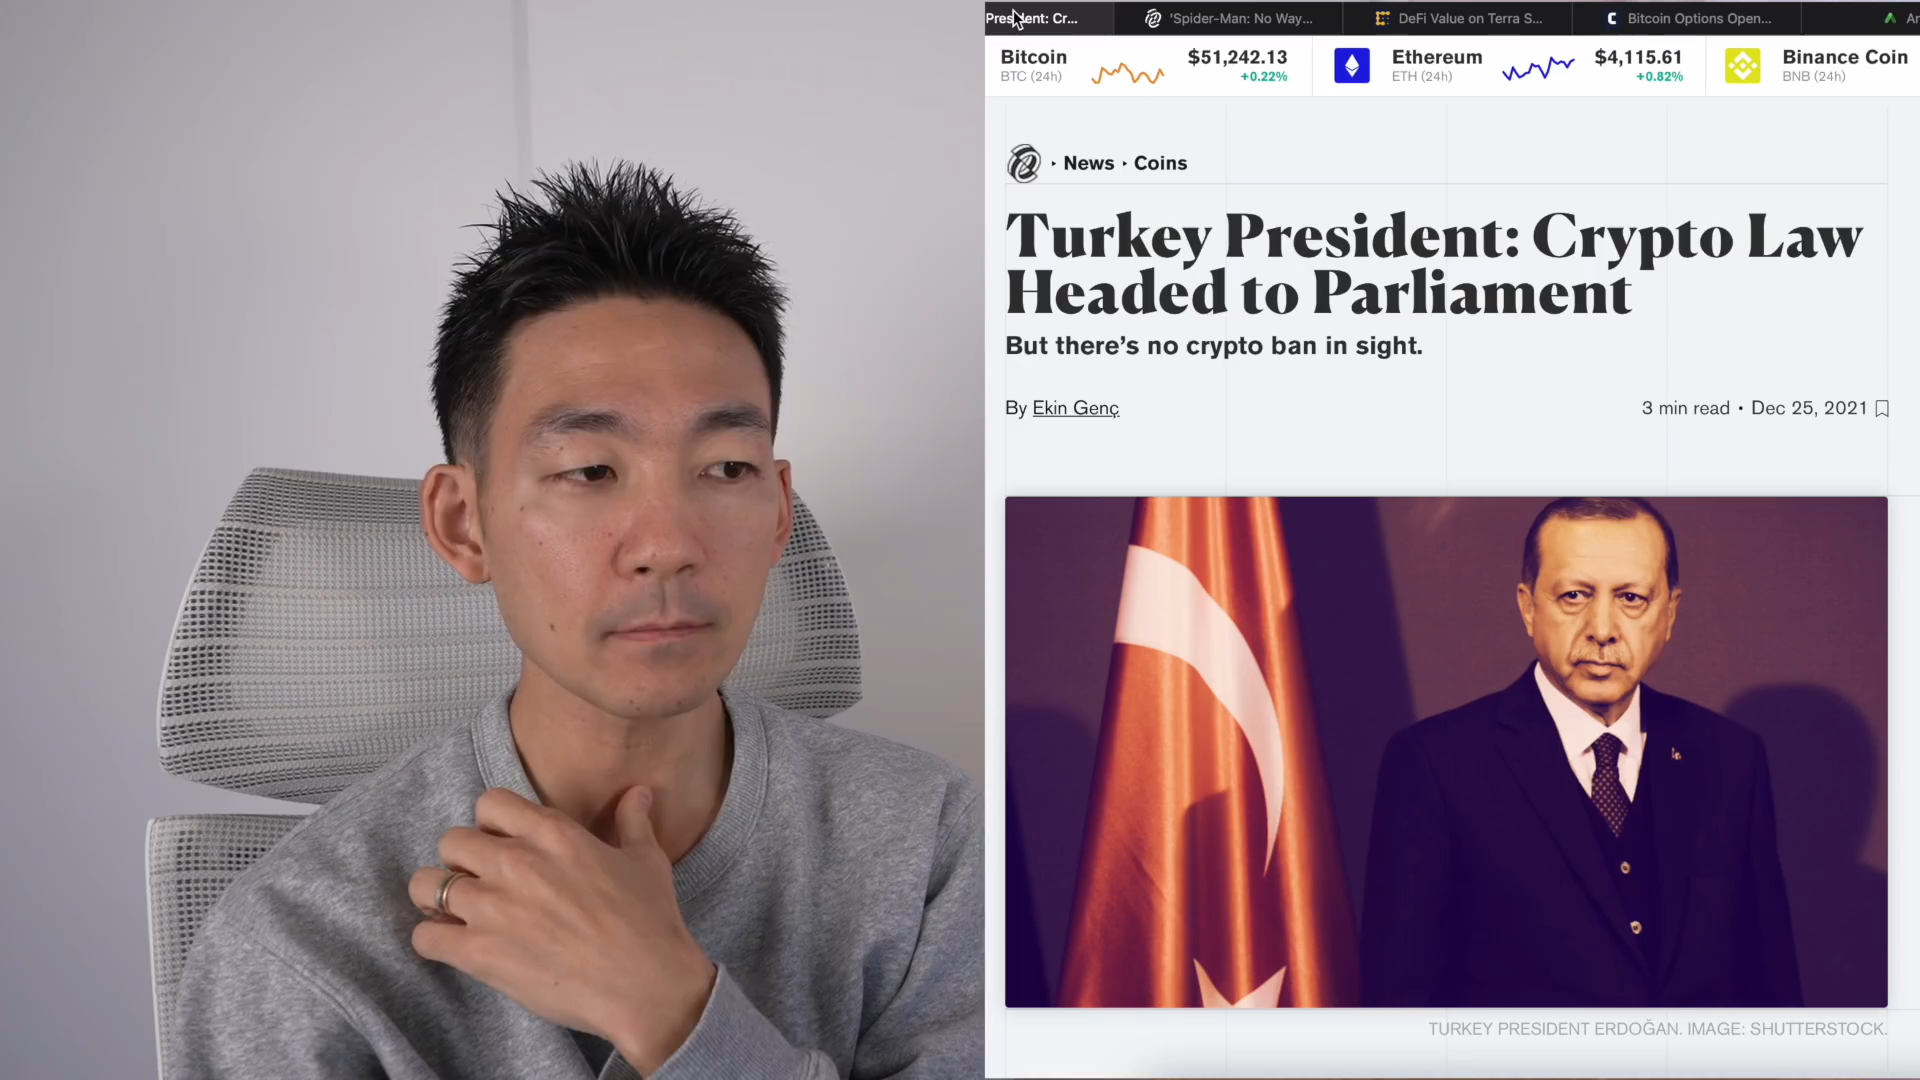 President: Cr...
'Spider-Man: No Way...
DeFi Value on Terra S...
Bitcoin Options Open...
Bitcoin
BTC (24h)
$51,242.13
+0.22%
Ethereum
ETH (24h)
$4,115.61
+0.82%
Binance Coin
BNB (24h)
News
Coins
Turkey President: Crypto Law
Headed to Parliament
But there's no crypto ban in sight.
By Ekin Genç
3 min read • Dec 25, 2021
TURKEY PRESIDENT ERDOĞAN. IMAGE: SHUTTERSTOCK.